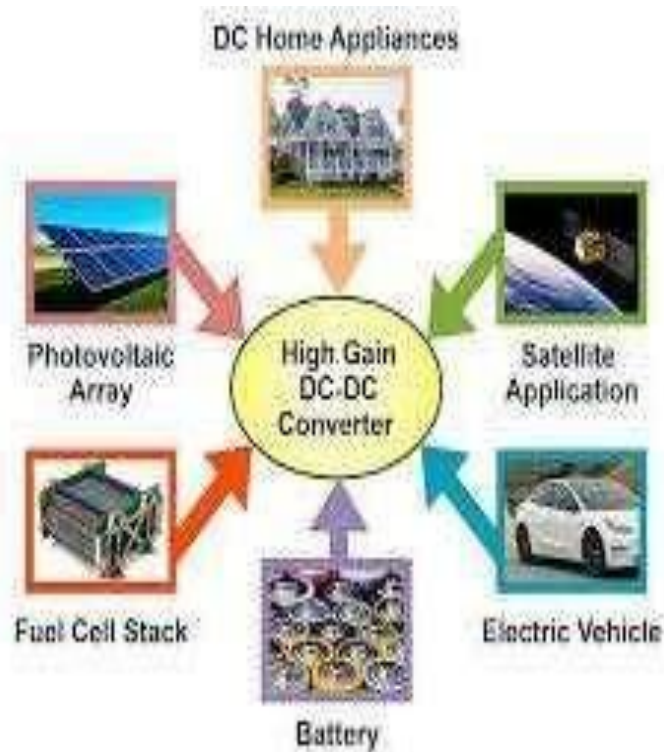 DC Home Appliances
Photovoltaic
Array
High Gain
DC-DC
Converter
Satellite
Application
Fuel Cell Stack
Electric Vehicle
Battery